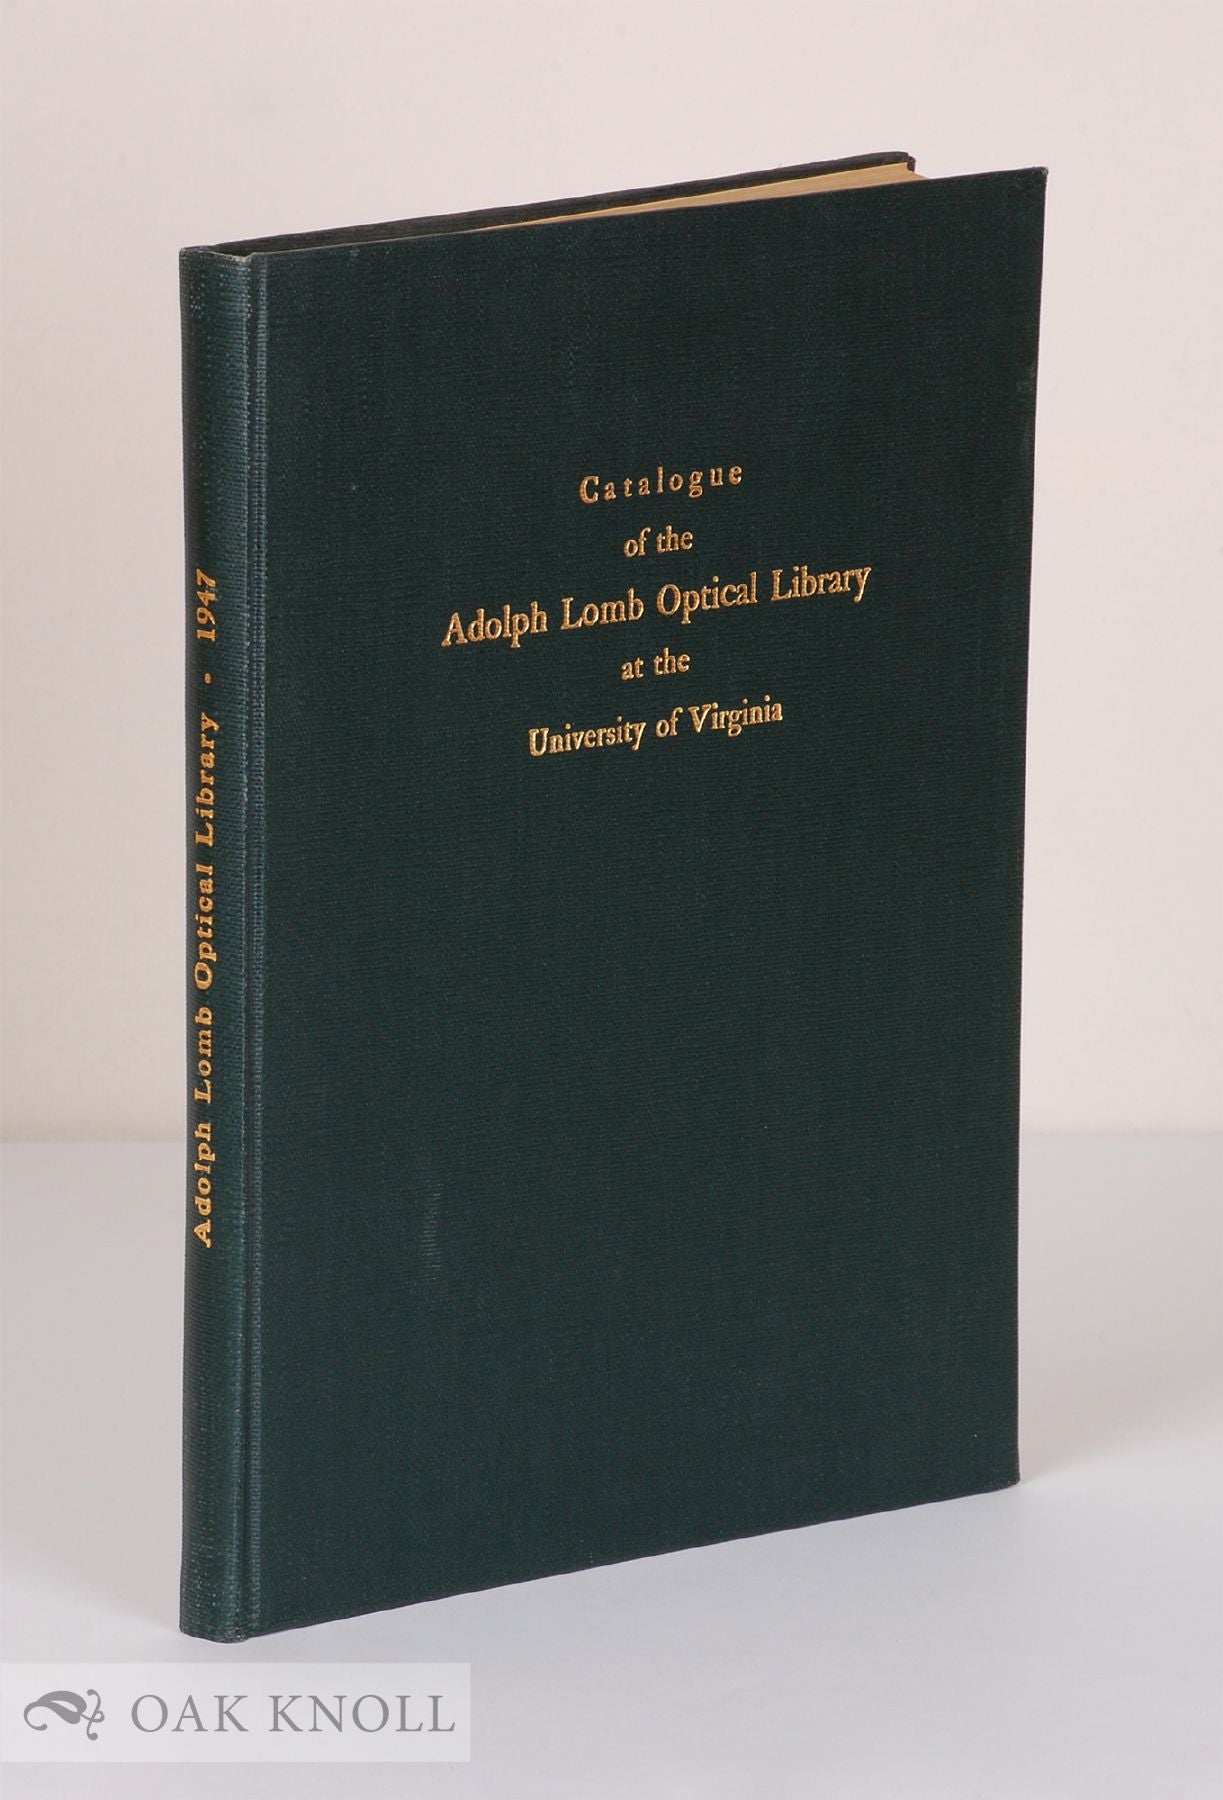 Catalogue
of the
Adolph Lomb Optical Library
at the
University of Virginia
Adolph Lomb Optical Library • 1947
OAK KNOLL